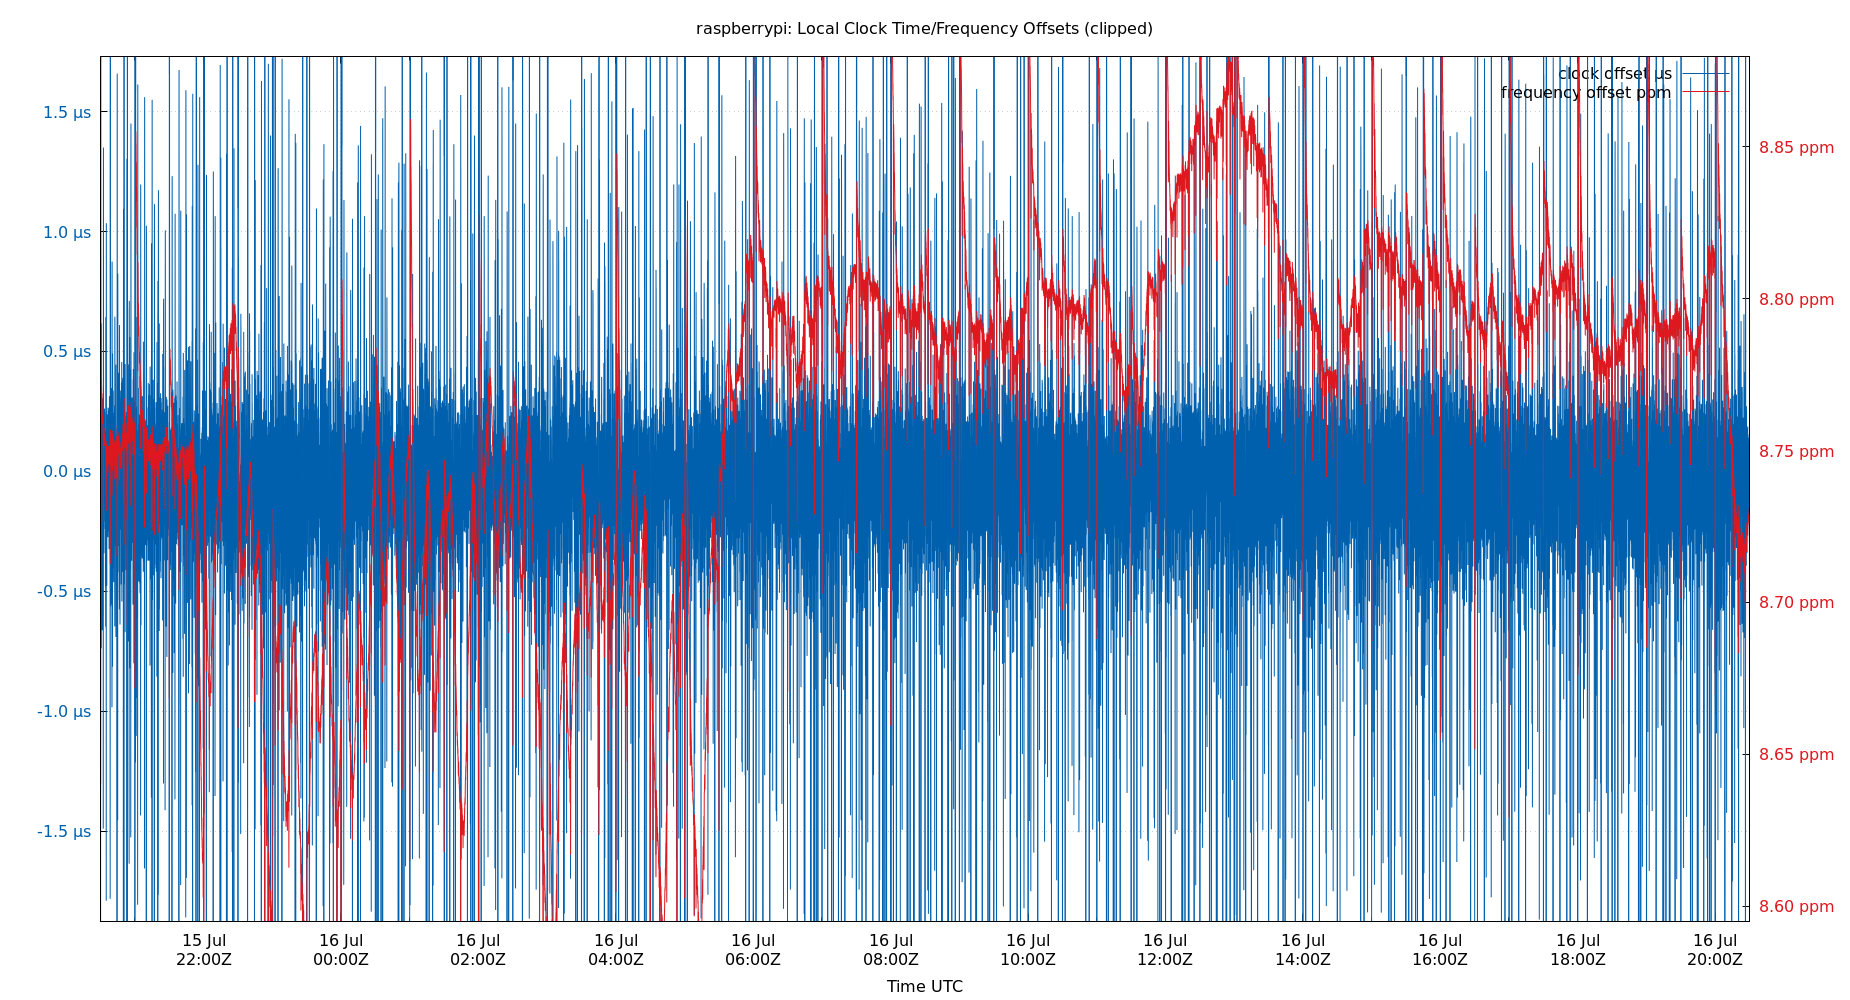 raspberrypi: Local Clock Time/Frequency Offsets (clipped)
clock offset µs
frequency offset ppm
1.5 µs
1.0 µs
0.5 µs
0.0 µs
-0.5 µs
-1.0 µs
-1.5 µs
8.85 ppm
8.80 ppm
8.75 ppm
8.70 ppm
8.65 ppm
8.60 ppm
15 Jul 16 Jul 16 Jul 16 Jul 16 Jul 16 Jul 16 Jul 16 Jul 16 Jul 16 Jul 16 Jul 16 Jul
22:00Z 00:00Z 02:00Z 04:00Z 06:00Z 08:00Z 10:00Z 12:00Z 14:00Z 16:00Z 18:00Z 20:00Z
Time UTC